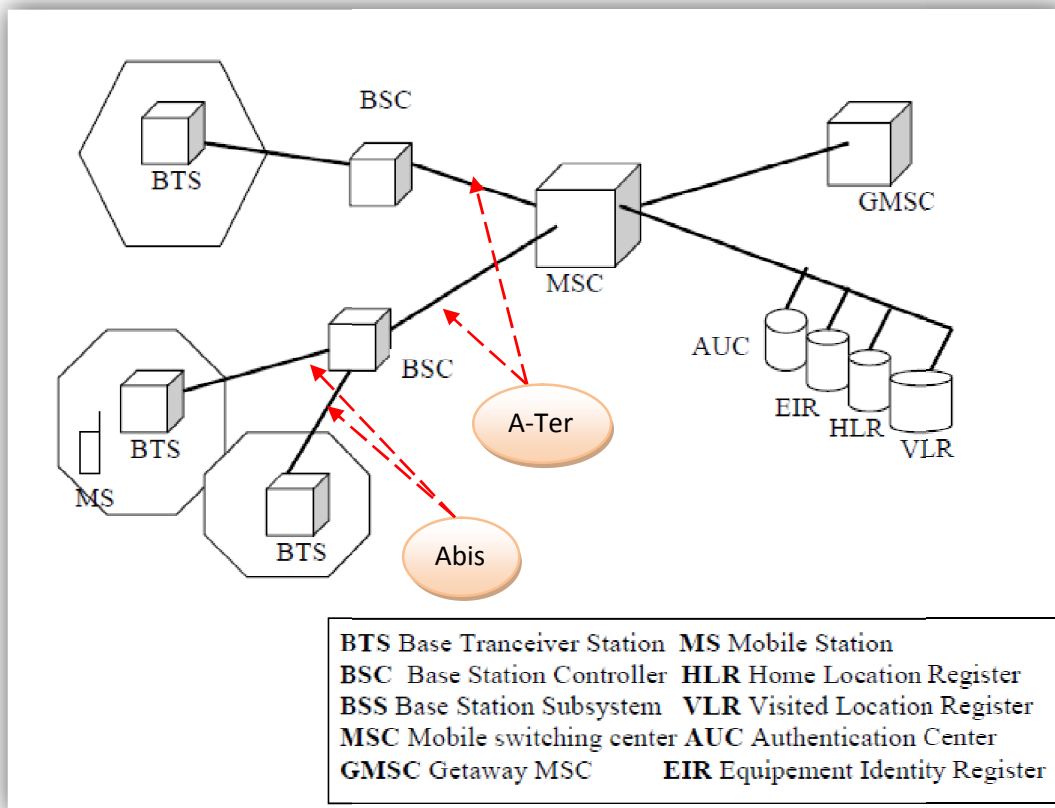 BSC
BTS
GMSC
MSC
AUC
BSC
EIR
A-Ter
HLR
BTS
VLR
MS
BTS
Abis
BTS Base Tranceiver Station MS Mobile Station
BSC Base Station Controller HLR Home Location Register
BSS Base Station Subsystem VLR Visited Location Register
MSC Mobile switching center AUC Authentication Center
GMSC Getaway MSC EIR Equipement Identity Register